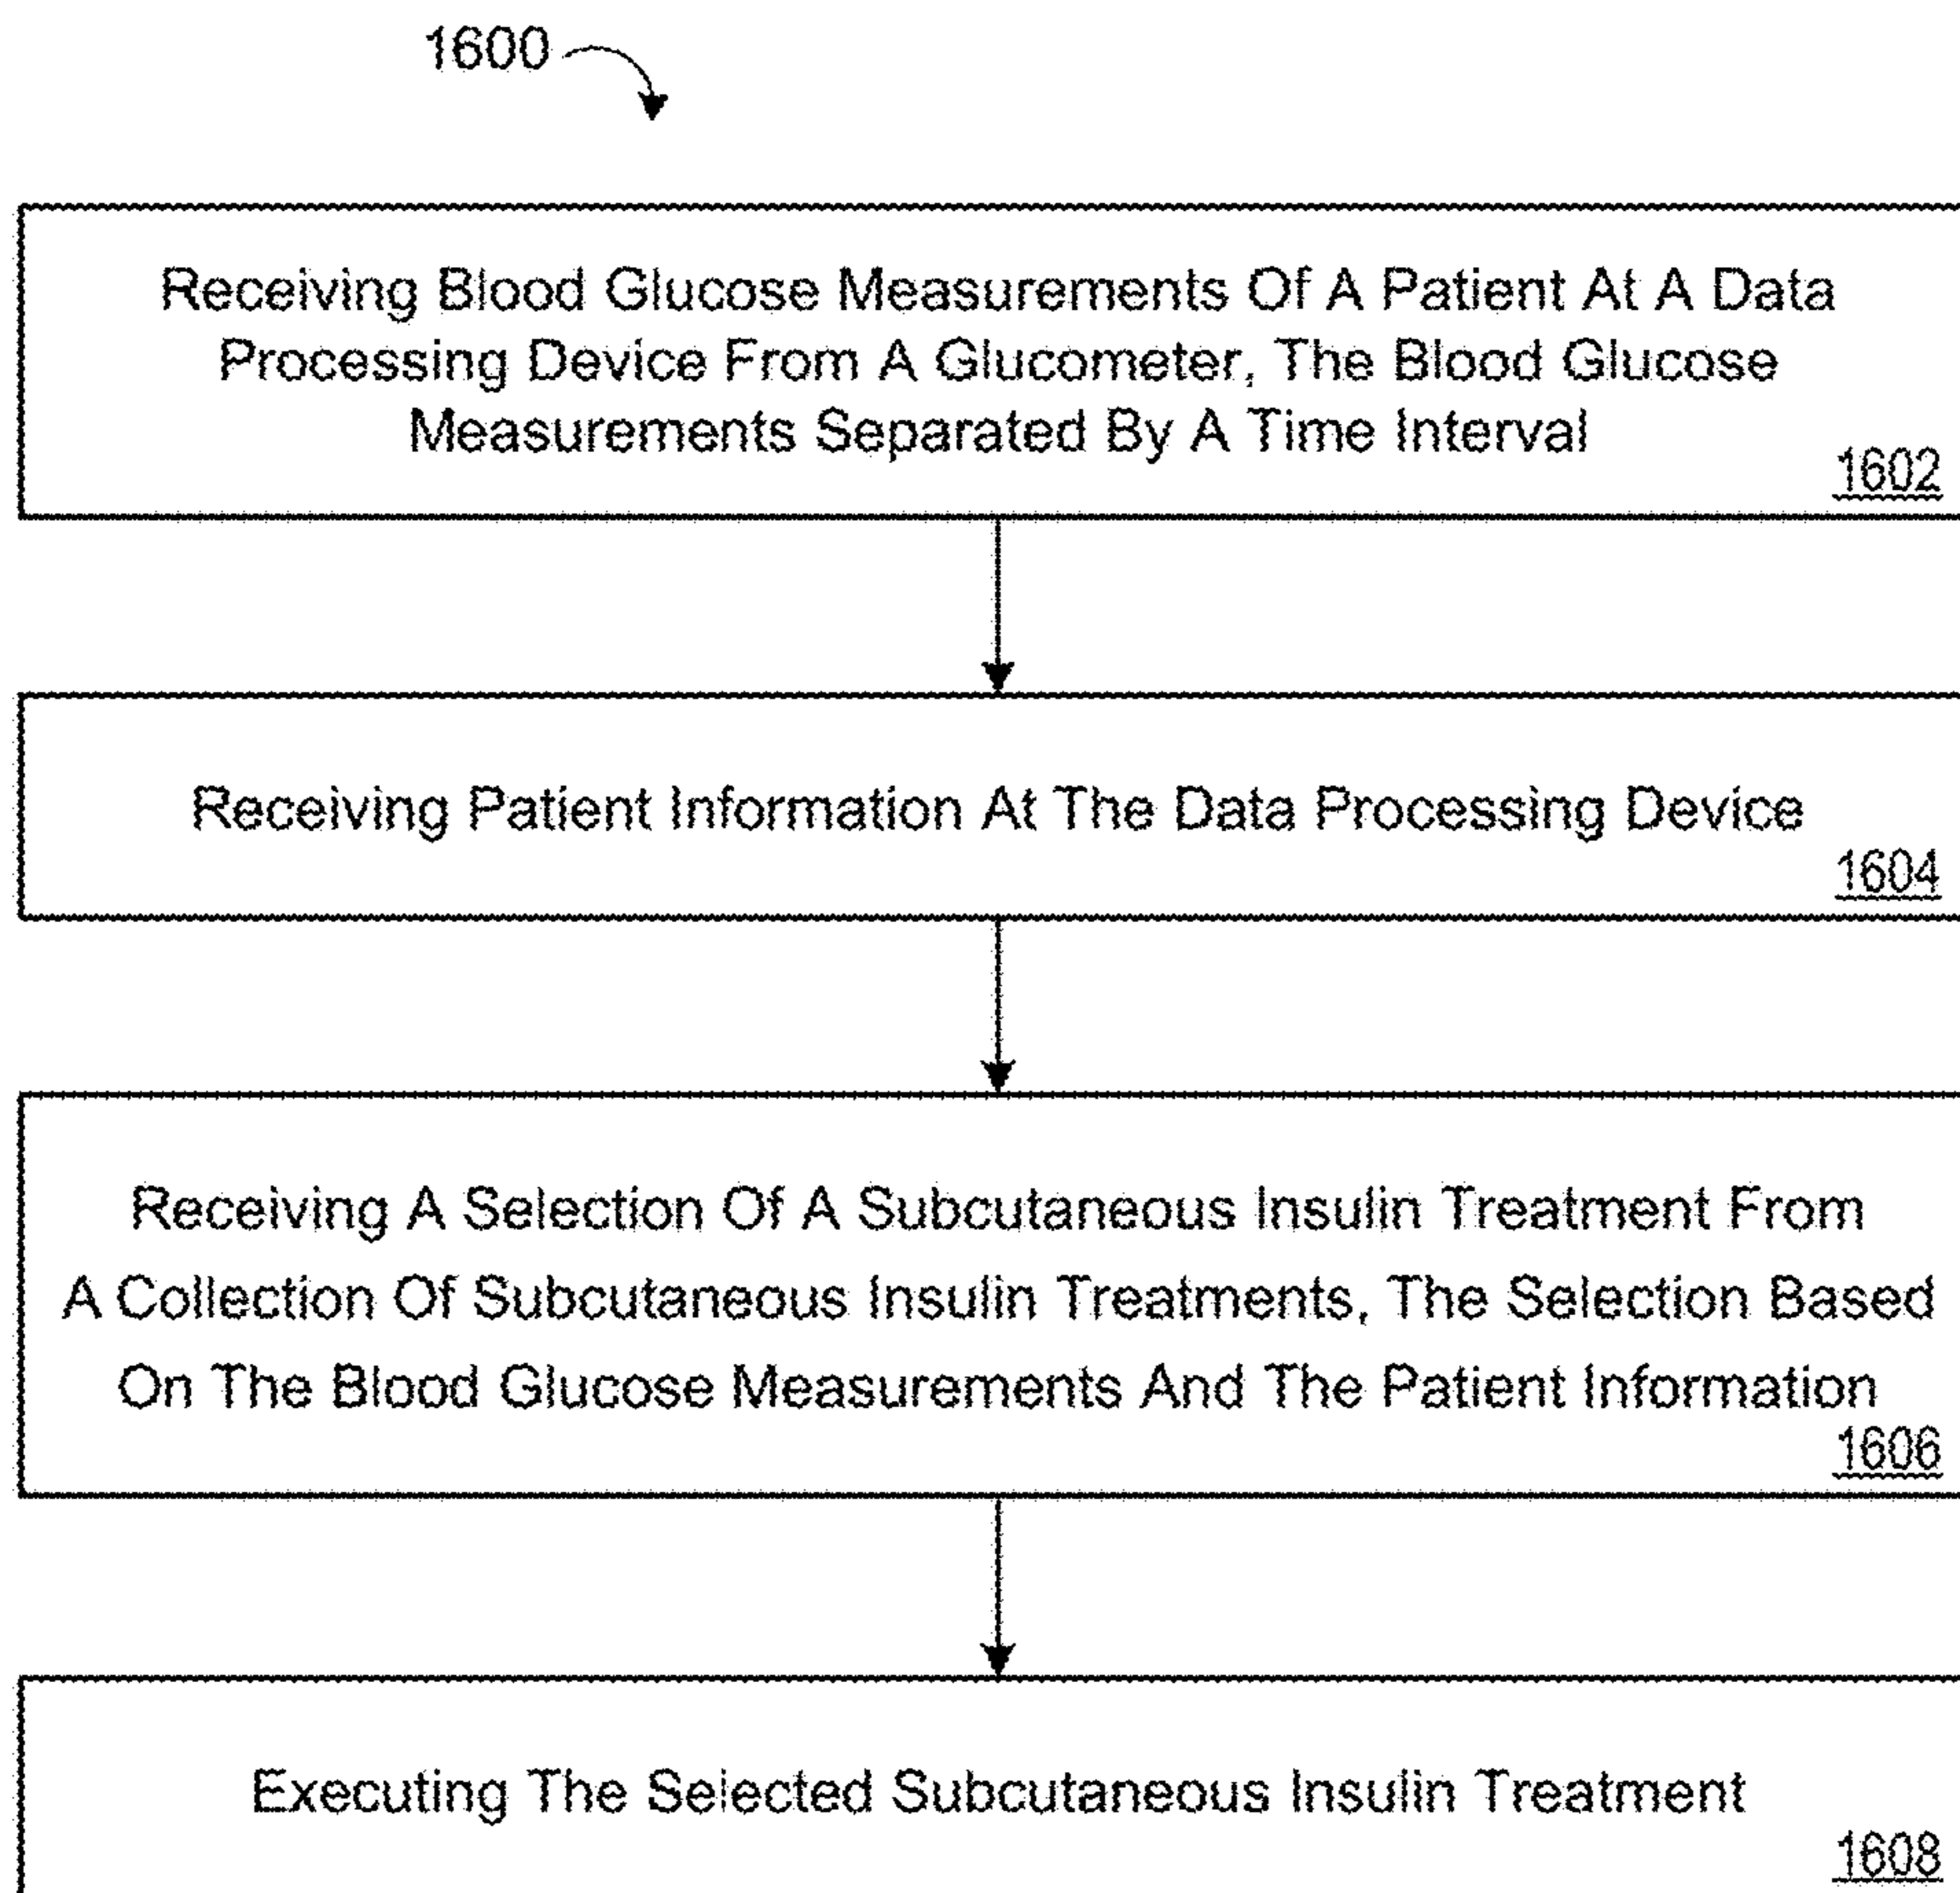 1600
Receiving Blood Glucose Measurements Of A Patient At A Data
Processing Device From A Glucometer, The Blood Glucose
Measurements Separated By A Time Interval
1602
Receiving Patient Information At The Data Processing Device
1604
Receiving A Selection Of A Subcutaneous Insulin Treatment From
A Collection Of Subcutaneous Insulin Treatments, The Selection Based
On The Blood Glucose Measurements And The Patient Information
1606
Executing The Selected Subcutaneous Insulin Treatment
1608